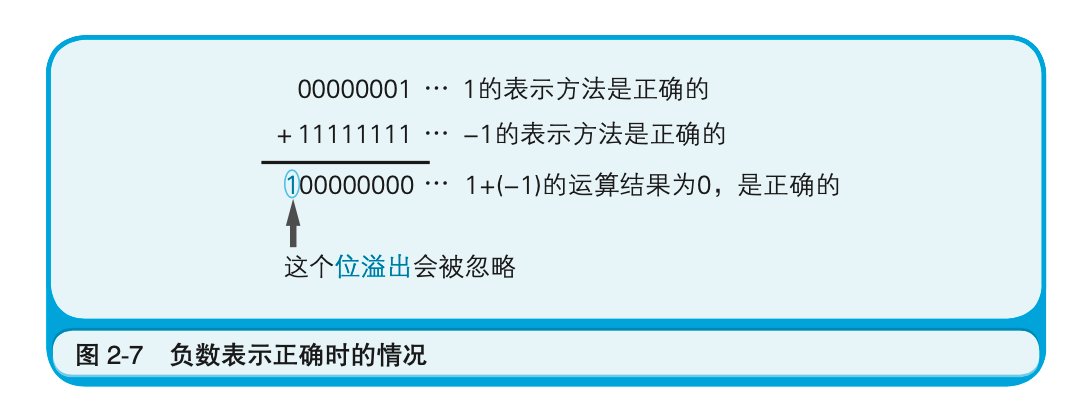 00000001 … 1的表示方法是正确的
+ 11111111 … −1的表示方法是正确的
100000000 … 1+(−1)的运算结果为0，是正确的
这个位溢出会被忽略
图 2-7 负数表示正确时的情况